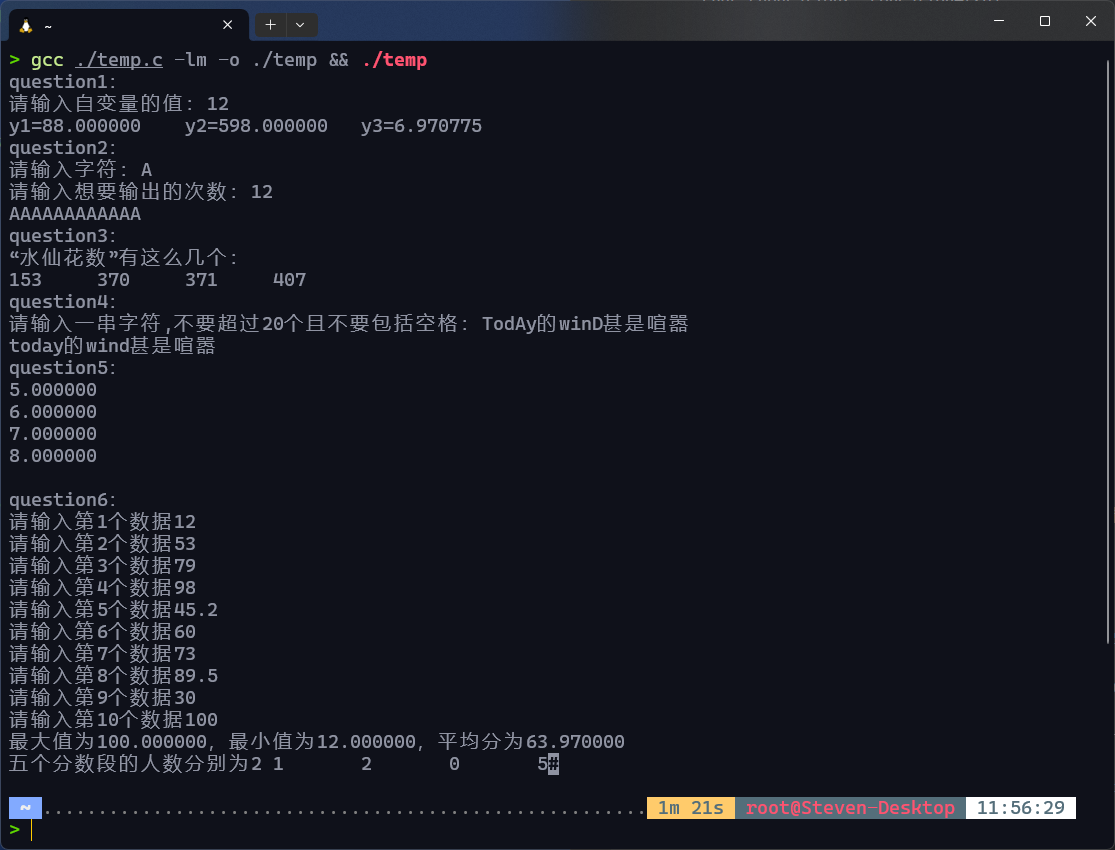 ~
> gcc ./temp.c -lm -o ./temp && ./temp
question1:
请输入自变量的值: 12
y1=88.000000    y2=598.000000   y3=6.970775
question2:
请输入字符: A
请输入想要输出的次数: 12
AAAAAAAAAAAA
question3:
“水仙花数”有这么几个:
153     370     371     407
question4:
请输入一串字符,不要超过20个且不要包括空格: TodAy的winD甚是喧嚣
today的wind甚是喧嚣
question5:
5.000000
6.000000
7.000000
8.000000
question6:
请输入第1个数据12
请输入第2个数据53
请输入第3个数据79
请输入第4个数据98
请输入第5个数据45.2
请输入第6个数据60
请输入第7个数据73
请输入第8个数据89.5
请输入第9个数据30
请输入第10个数据100
最大值为100.000000, 最小值为12.000000, 平均分为63.970000
五个分数段的人数分别为2 1       2       0       5#
~ 1m 21s root@Steven-Desktop 11:56:29
>